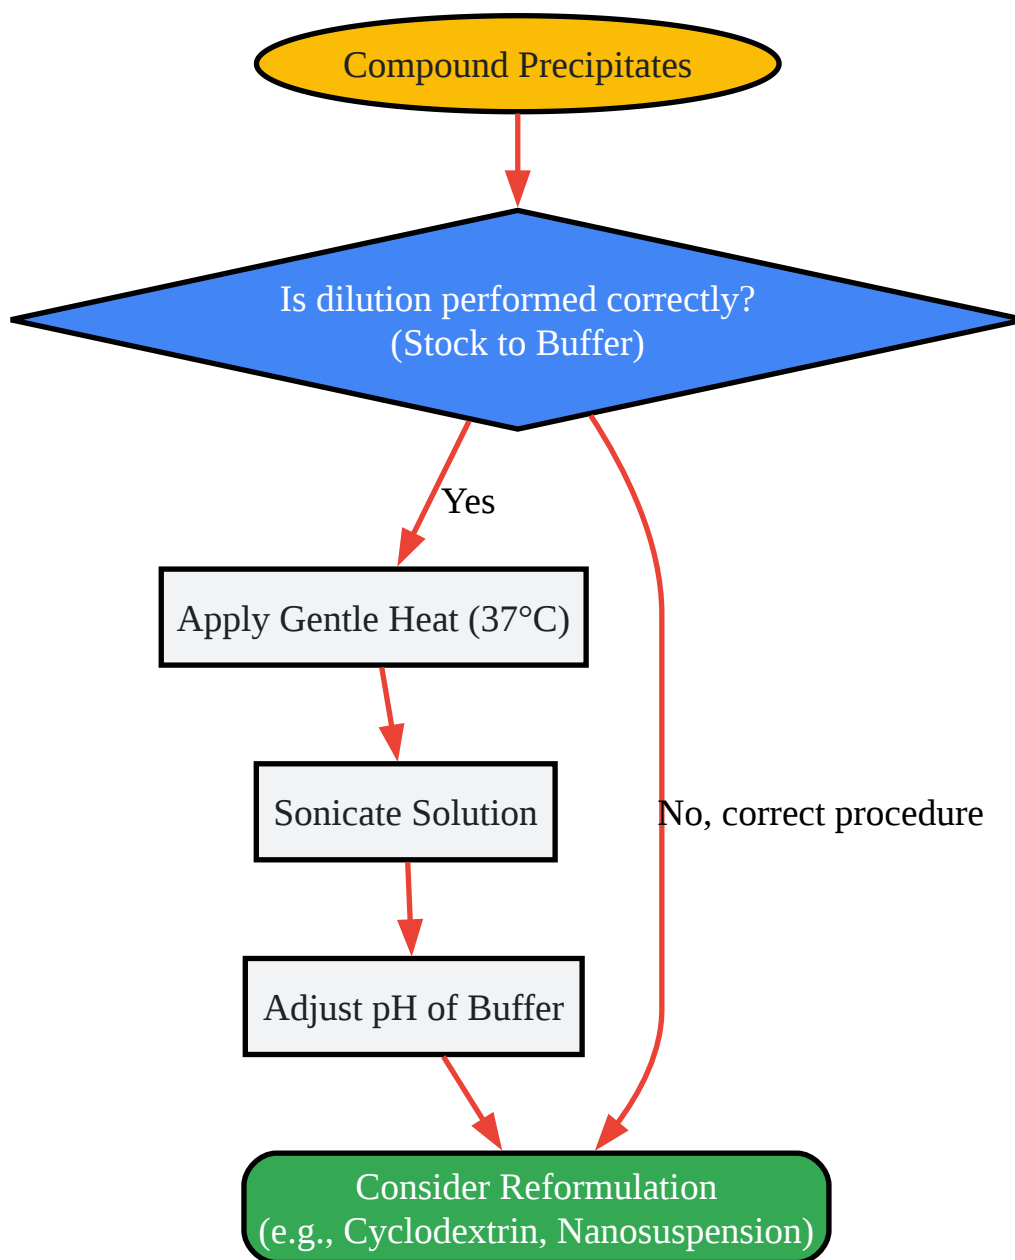 Compound Precipitates
Is dilution performed correctly?
(Stock to Buffer)
Yes
Apply Gentle Heat (37°C)
Sonicate Solution
No, correct procedure
Adjust pH of Buffer
Consider Reformulation
(e.g., Cyclodextrin, Nanosuspension)